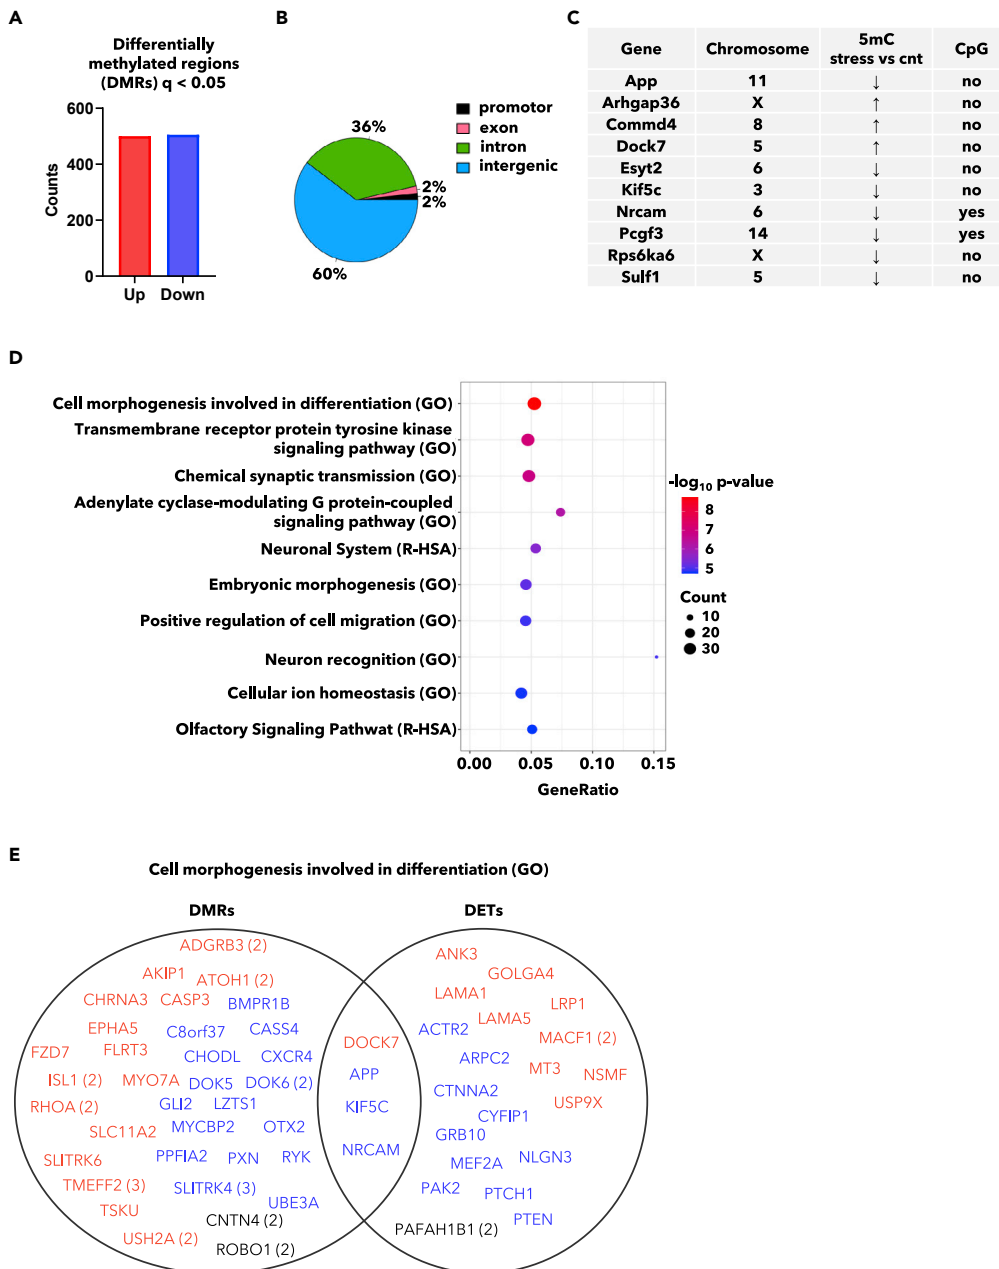 A
Differentially
methylated regions
(DMRs) q < 0.05
600
400
200
0
Counts
Up Down
B
36%
2%
2%
60%
promotor
exon
intron
intergenic
C
Gene Chromosome 5mC stress vs cnt CpG
App 11 ↓ no
Arhgap36 X ↑ no
Commd4 8 ↑ no
Dock7 5 ↑ no
Esyt2 6 ↓ no
Kif5c 3 ↓ no
Nrcam 6 ↓ yes
Pcgf3 14 ↓ yes
Rps6ka6 X ↓ no
Sulf1 5 ↓ no
D
Cell morphogenesis involved in differentiation (GO)
Transmembrane receptor protein tyrosine kinase
signaling pathway (GO)
Chemical synaptic transmission (GO)
Adenylate cyclase-modulating G protein-coupled
signaling pathway (GO)
Neuronal System (R-HSA)
Embryonic morphogenesis (GO)
Positive regulation of cell migration (GO)
Neuron recognition (GO)
Cellular ion homeostasis (GO)
Olfactory Signaling Pathwat (R-HSA)
0.00 0.05 0.10 0.15
GeneRatio
-log10 p-value
8
7
6
5
Count
10
20
30
E
Cell morphogenesis involved in differentiation (GO)
DMRs
ADGRB3 (2)
AKIP1 ATOH1 (2)
CHRNA3 CASP3 BMPR1B
EPHA5 C8orf37 CASS4
FZD7 FLRT3 CHODL CXCR4
ISL1 (2) MYO7A DOK5 DOK6 (2)
RHOA (2) GLI2 LZTS1
SLC11A2 MYCBP2 OTX2
SLITRK6 PPFIA2 PXN RYK
TMEFF2 (3) SLITRK4 (3)
TSKU UBE3A
CNTN4 (2)
USH2A (2) ROBO1 (2)
DOCK7
APP
KIF5C
NRCAM
DETs
ANK3
GOLGA4
LAMA1 LRP1
LAMA5
ACTR2 MACF1 (2)
ARPC2 MT3 NSMF
CTNNA2 USP9X
CYFIP1
GRB10
MEF2A NLGN3
PAK2 PTCH1
PTEN
PAFAH1B1 (2)